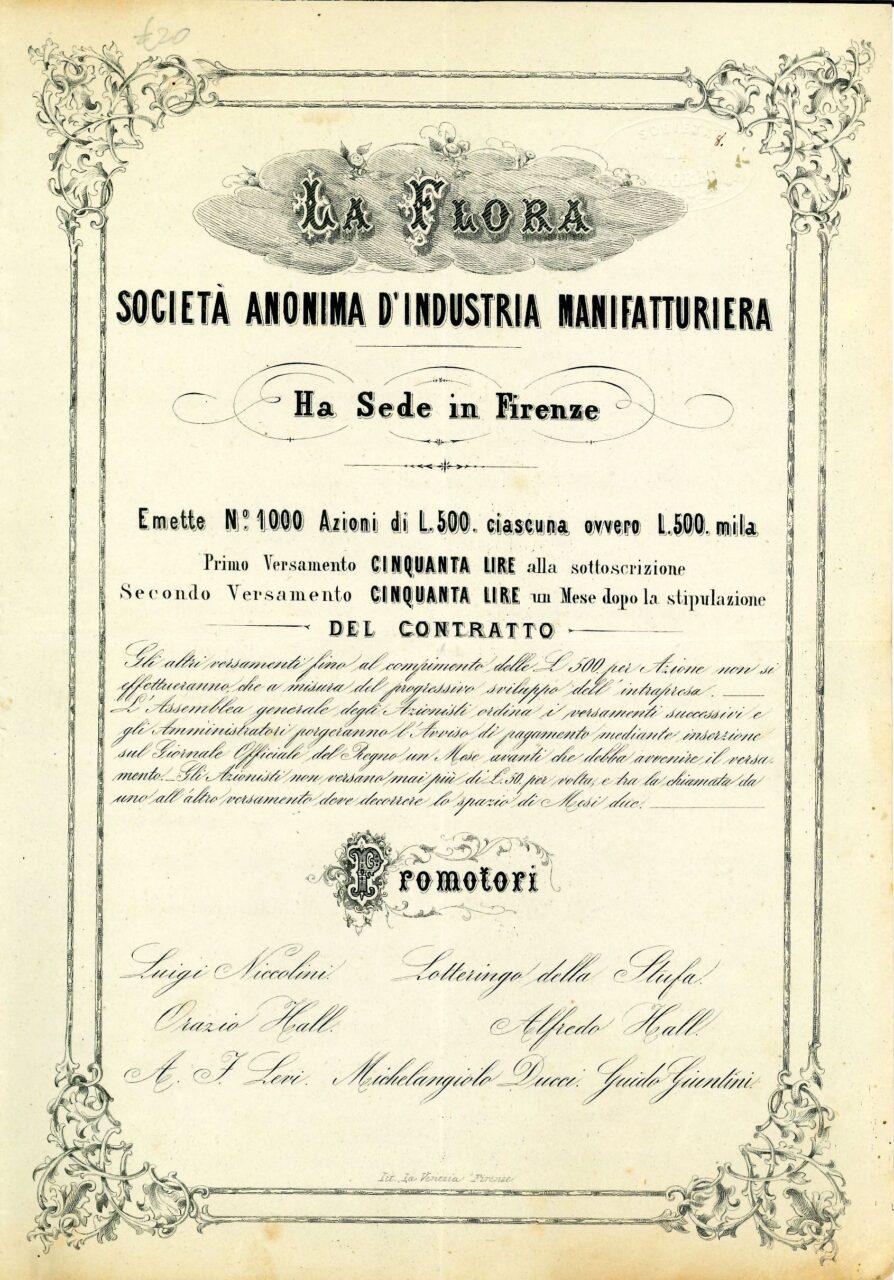 £20
8.
LA FLORA
SOCIETÀ ANONIMA D'INDUSTRIA MANIFATTURIERA
Ha Sede in Firenze
Emette N.º 1000 Azioni di L.500. ciascuna ovvero L.500. mila
Primo Versamento CINQUANTA LIRE alla sottoscrizione
Secondo Versamento CINQUANTA LIRE un Mese dopo la stipulazione
DEL CONTRATTO
Gli altri versamenti fino al compimento delle L. 500 per Azione non si
effettueranno, che a misura del progressivo sviluppo dell'intrapresa.
L'Assemblea generale degli Azionisti ordina i versamenti successivi e
gli Amministratori porgeranno l'Avviso di pagamento mediante inserzione
sul Giornale Officiale del Regno un Mese avanti che debba avvenire il versa-
mento._Gli Azionisti non versano mai più di L. 50. per volta, e tra la chiamata da
uno all'altro versamento deve decorrere lo spazio di Mesi due.
Promotori
Luigi Niccolini. Lotteringo della Stufa.
Orazio Hall. Alfredo Hall.
A. J. Levi. Michelangiolo Ducci. Guido Giuntini.
Lit. La Venezia Firenze